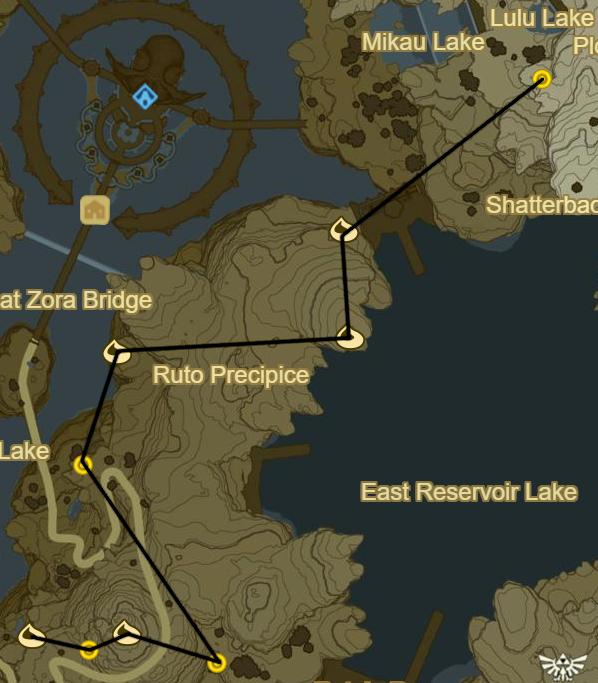 Lulu Lake
Mikau Lake
Shatterbac
at Zora Bridge
Ruto Precipice
Lake
East Reservoir Lake